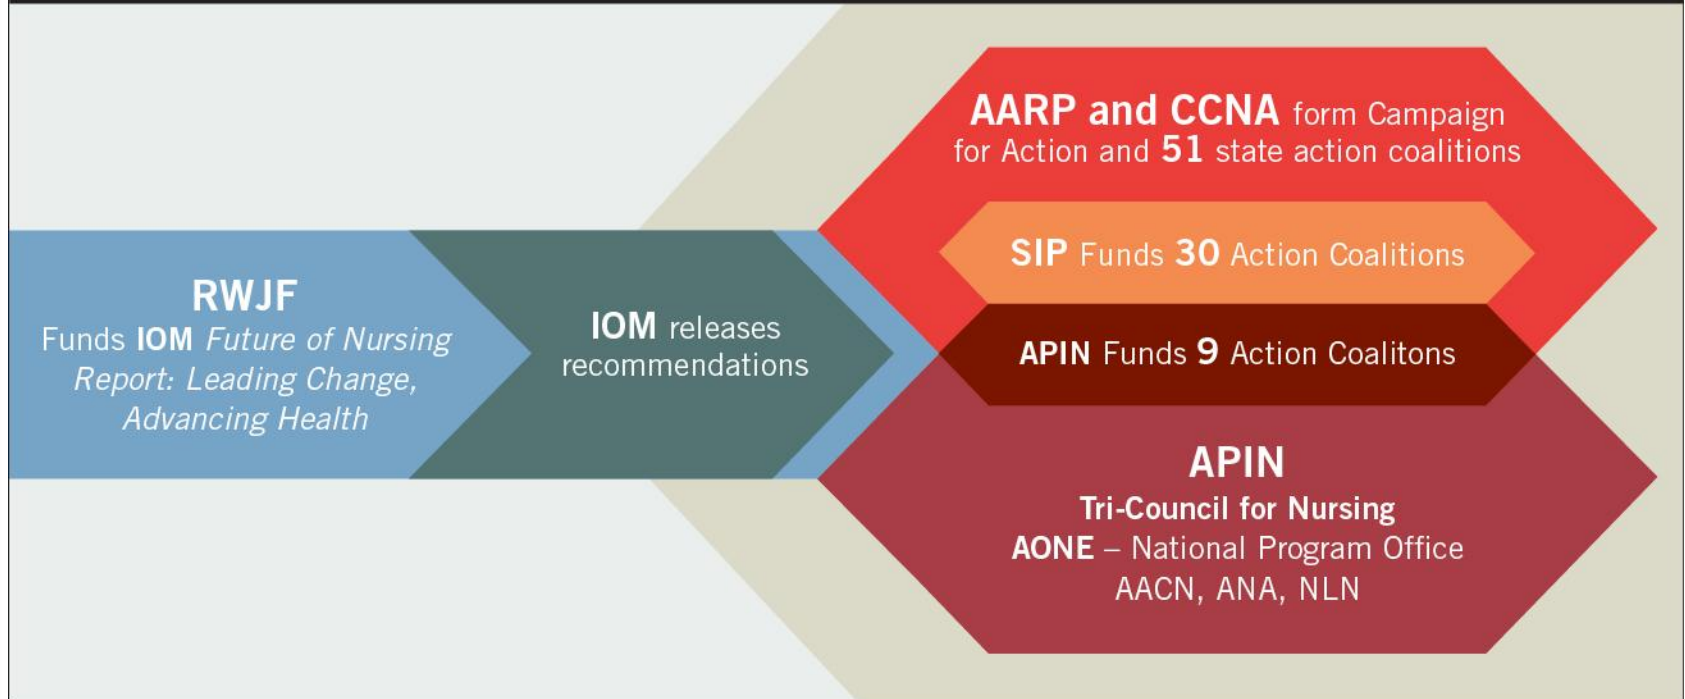 RWJF
Funds IOM Future of Nursing
Report: Leading Change,
Advancing Health
IOM releases
recommendations
AARP and CCNA form Campaign
for Action and 51 state action coalitions
SIP Funds 30 Action Coalitions
APIN Funds 9 Action Coalitons
APIN
Tri-Council for Nursing
AONE – National Program Office
AACN, ANA, NLN